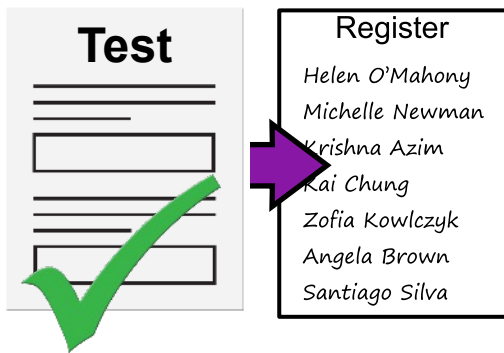 Test
Register
Helen O'Mahony
Michelle Newman
Krishna Azim
Kai Chung
Zofia Kowlczyk
Angela Brown
Santiago Silva